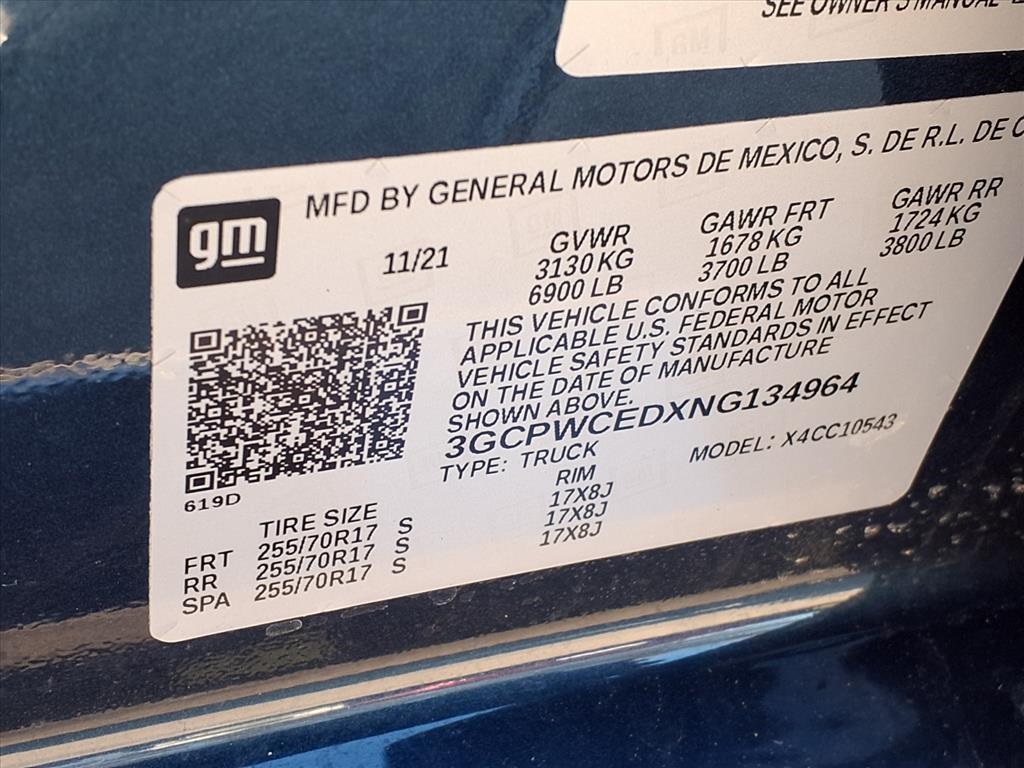 SEE OWNER'S MANUAL
MFD BY GENERAL MOTORS DE MEXICO, S. DE R.L. DE C
gm
11/21
GVWR GAWR FRT GAWR RR
3130 KG 1678 KG 1724 KG
6900 LB 3700 LB 3800 LB
THIS VEHICLE CONFORMS TO ALL
APPLICABLE U.S. FEDERAL MOTOR
VEHICLE SAFETY STANDARDS IN EFFECT
ON THE DATE OF MANUFACTURE
SHOWN ABOVE.
3GCPWCEDXNG134964
TYPE: TRUCK MODEL: X4CC10543
619D
TIRE SIZE RIM
FRT 255/70R17 S 17X8J
RR 255/70R17 S 17X8J
SPA 255/70R17 S 17X8J